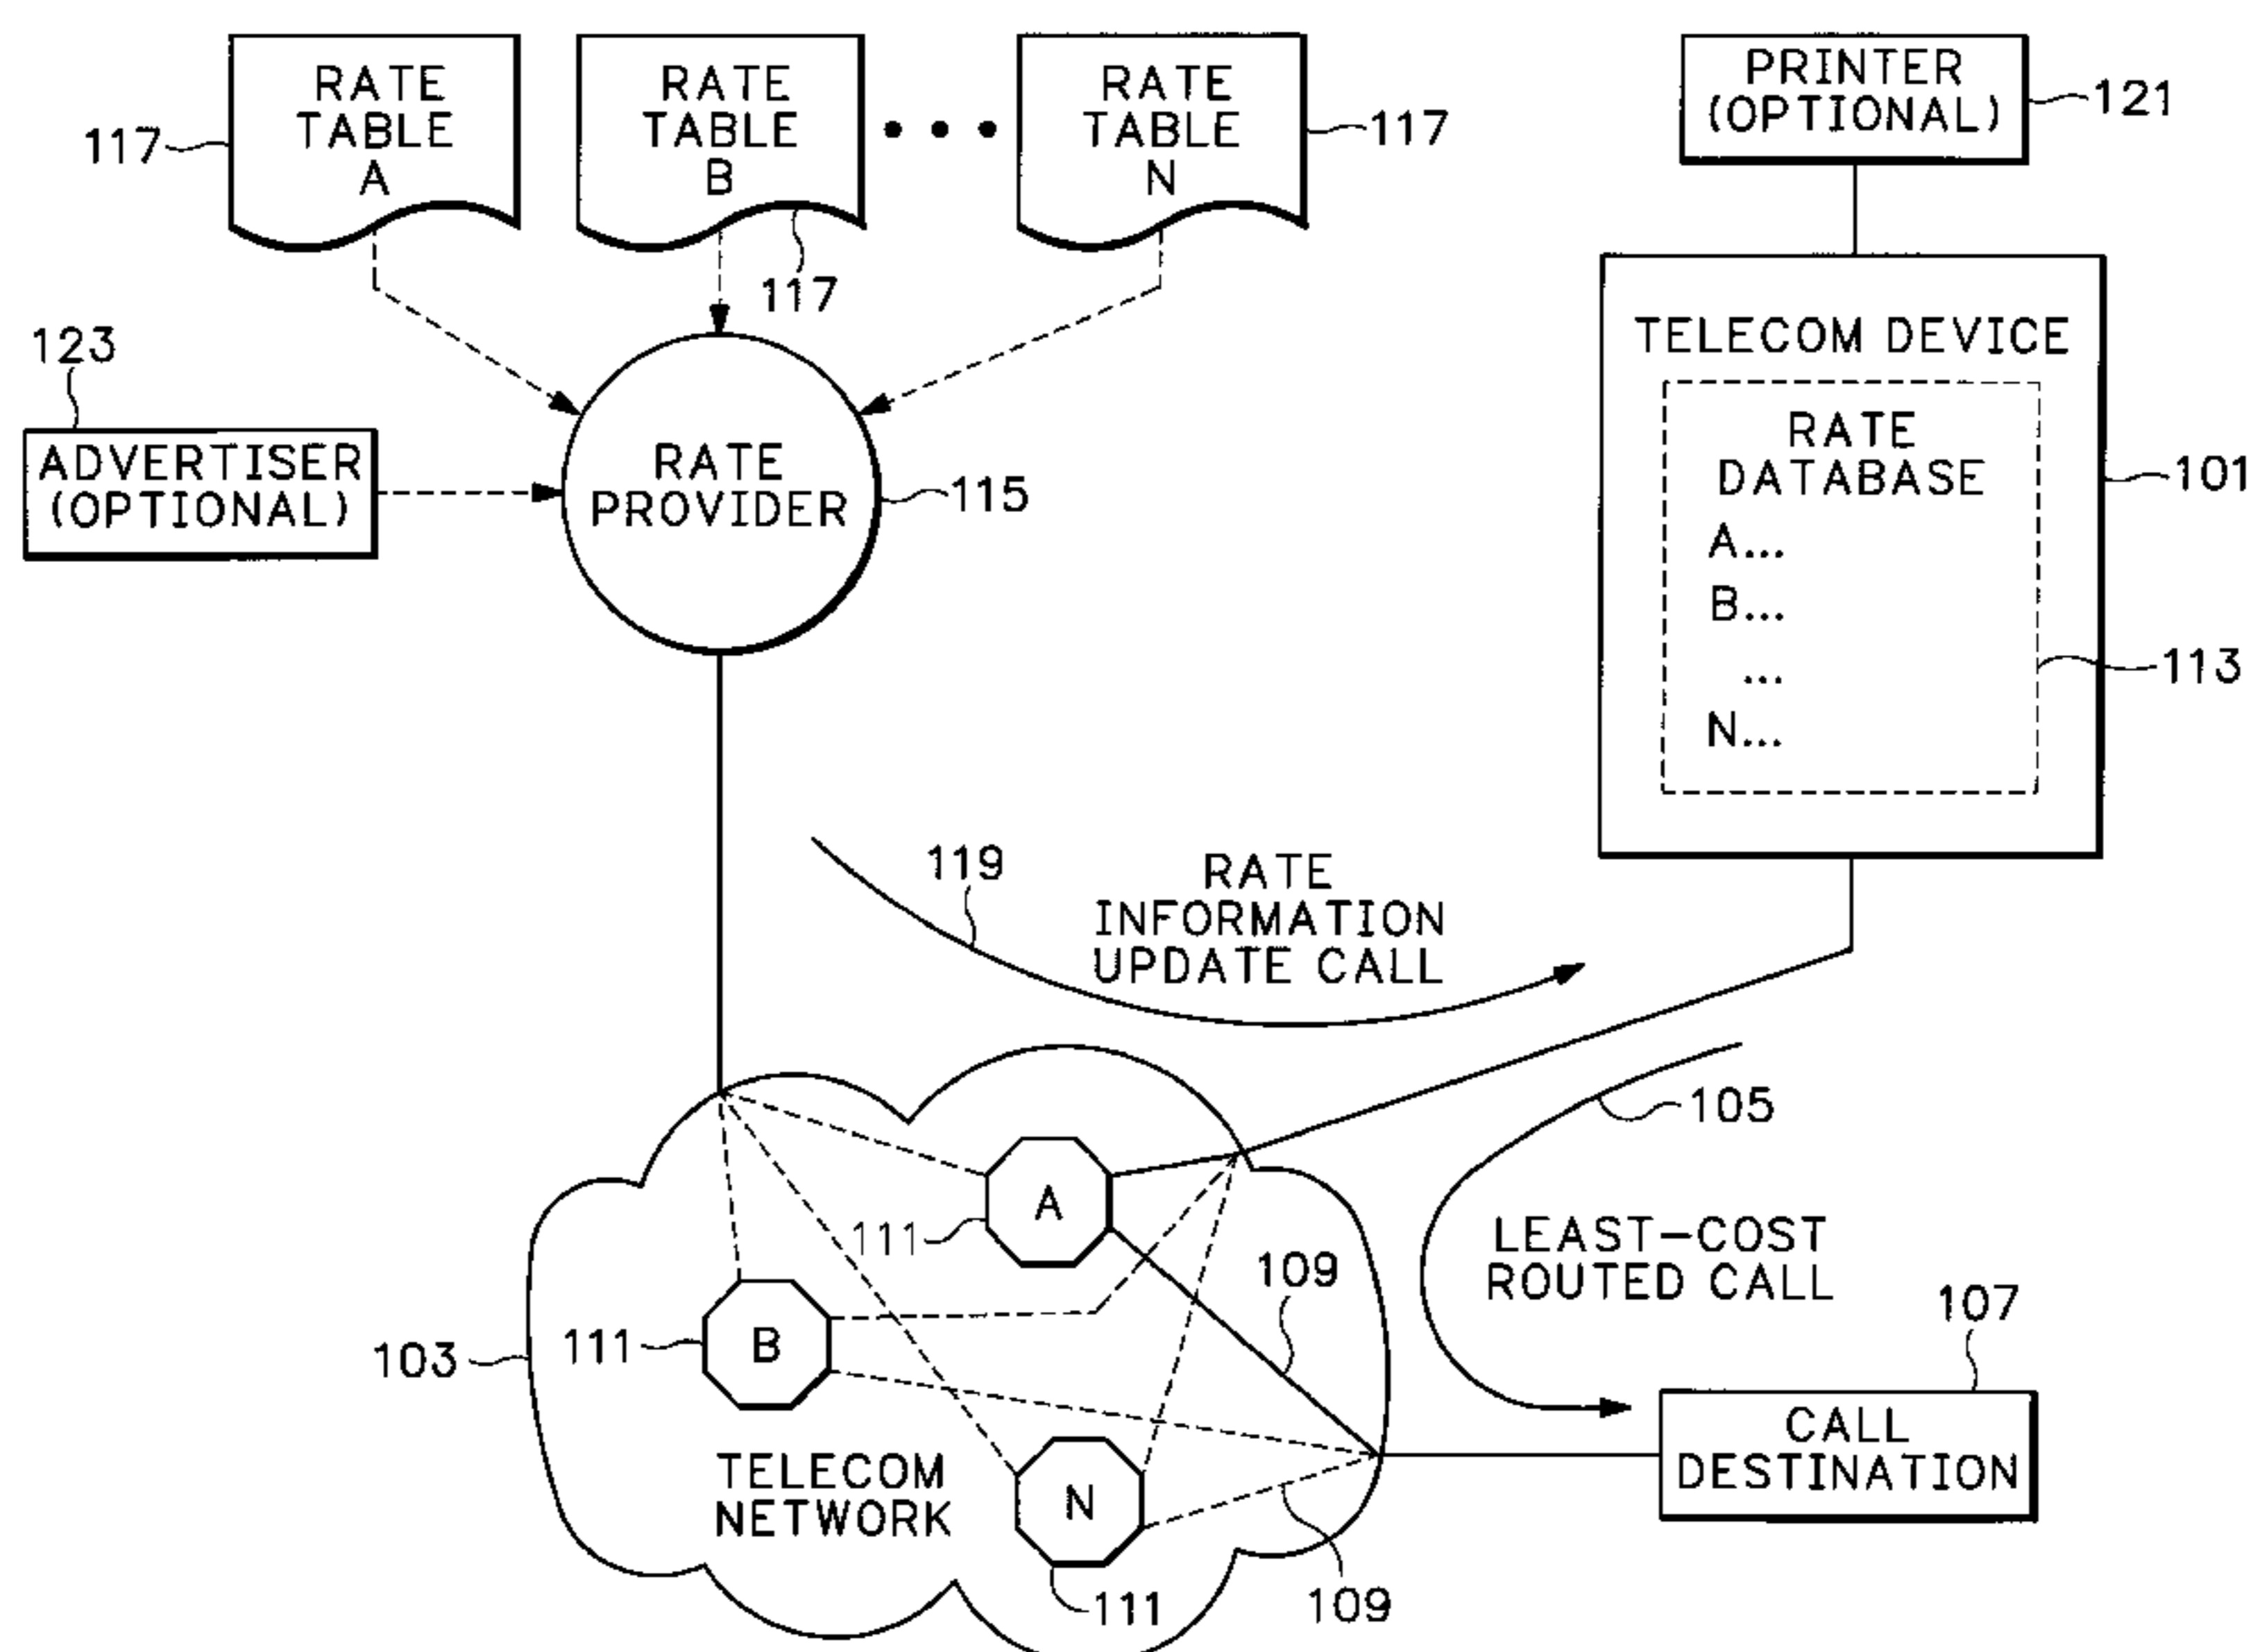 RATE
TABLE
A
117
RATE
TABLE
B
117
RATE
TABLE
N
117
PRINTER
(OPTIONAL)
121
123
ADVERTISER
(OPTIONAL)
RATE
PROVIDER
115
TELECOM DEVICE
RATE
DATABASE
A...
B...
...
N...
101
113
119
RATE
INFORMATION
UPDATE CALL
105
LEAST-COST
ROUTED CALL
107
CALL
DESTINATION
103
A
111
B
111
109
TELECOM
NETWORK
N
111
109